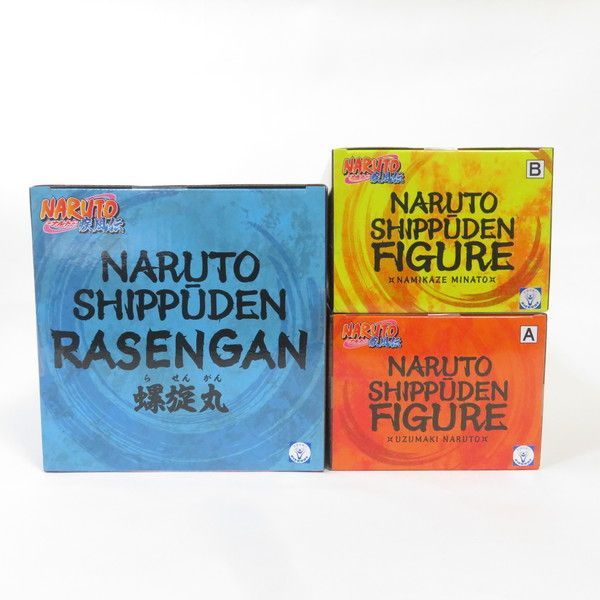 NARUTO
疾風伝
NARUTO
SHIPPŪDEN
RASENGAN
ら せん がん
螺旋丸
B
NARUTO
疾風伝
NARUTO
SHIPPŪDEN
FIGURE
NAMIKAZE MINATO
A
NARUTO
疾風伝
NARUTO
SHIPPŪDEN
FIGURE
UZUMAKI NARUTO